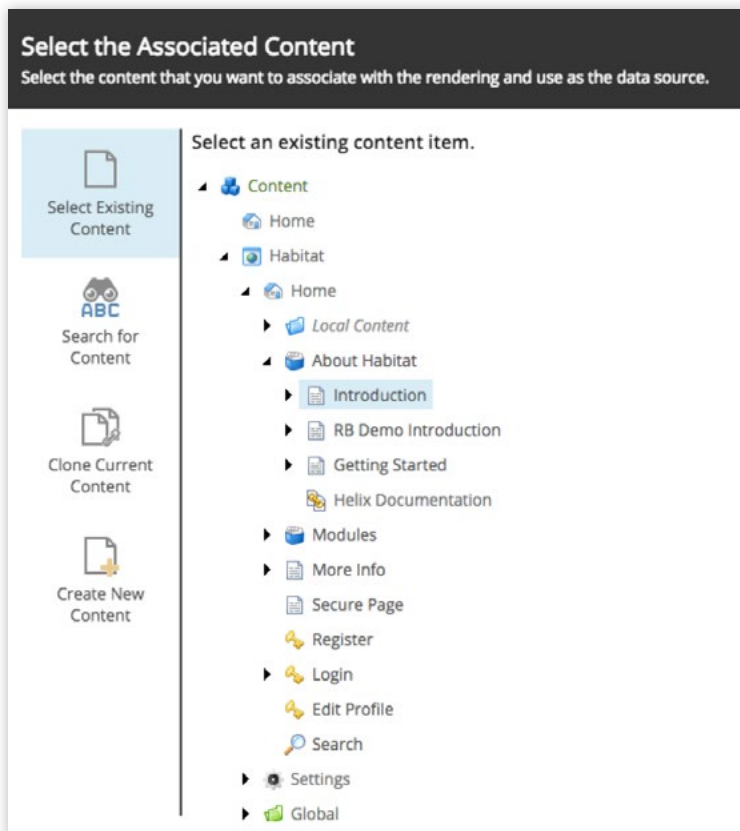 Select the Associated Content
Select the content that you want to associate with the rendering and use as the data source.
Select Existing
Content
ABC
Search for
Content
Clone Current
Content
Create New
Content
Select an existing content item.
Content
Home
Habitat
Home
Local Content
About Habitat
Introduction
RB Demo Introduction
Getting Started
Helix Documentation
Modules
More Info
Secure Page
Register
Login
Edit Profile
Search
Settings
Global